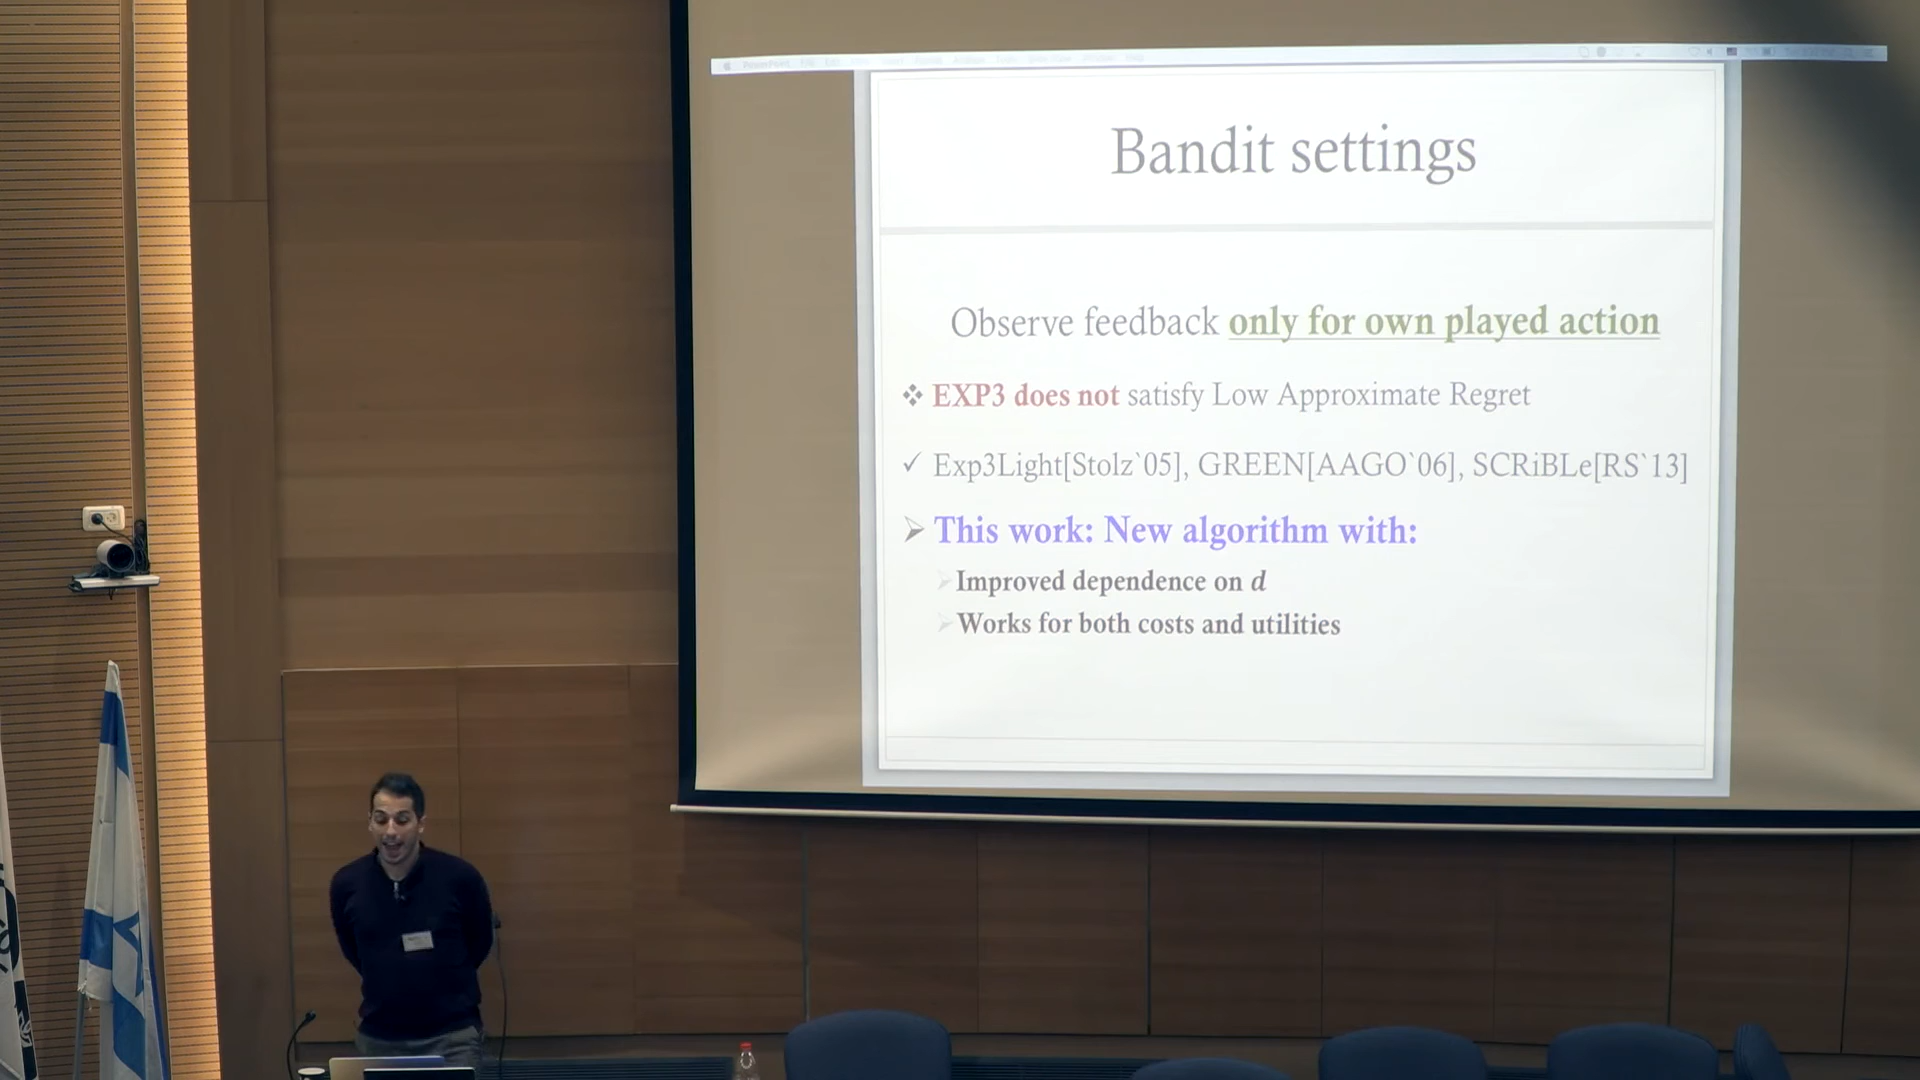 PowerPoint
Bandit settings
Observe feedback only for own played action
❖ EXP3 does not satisfy Low Approximate Regret
✓ Exp3Light[Stolz`05], GREEN[AAGO`06], SCRiBLe[RS`13]
➢ This work: New algorithm with:
➢ Improved dependence on d
➢ Works for both costs and utilities